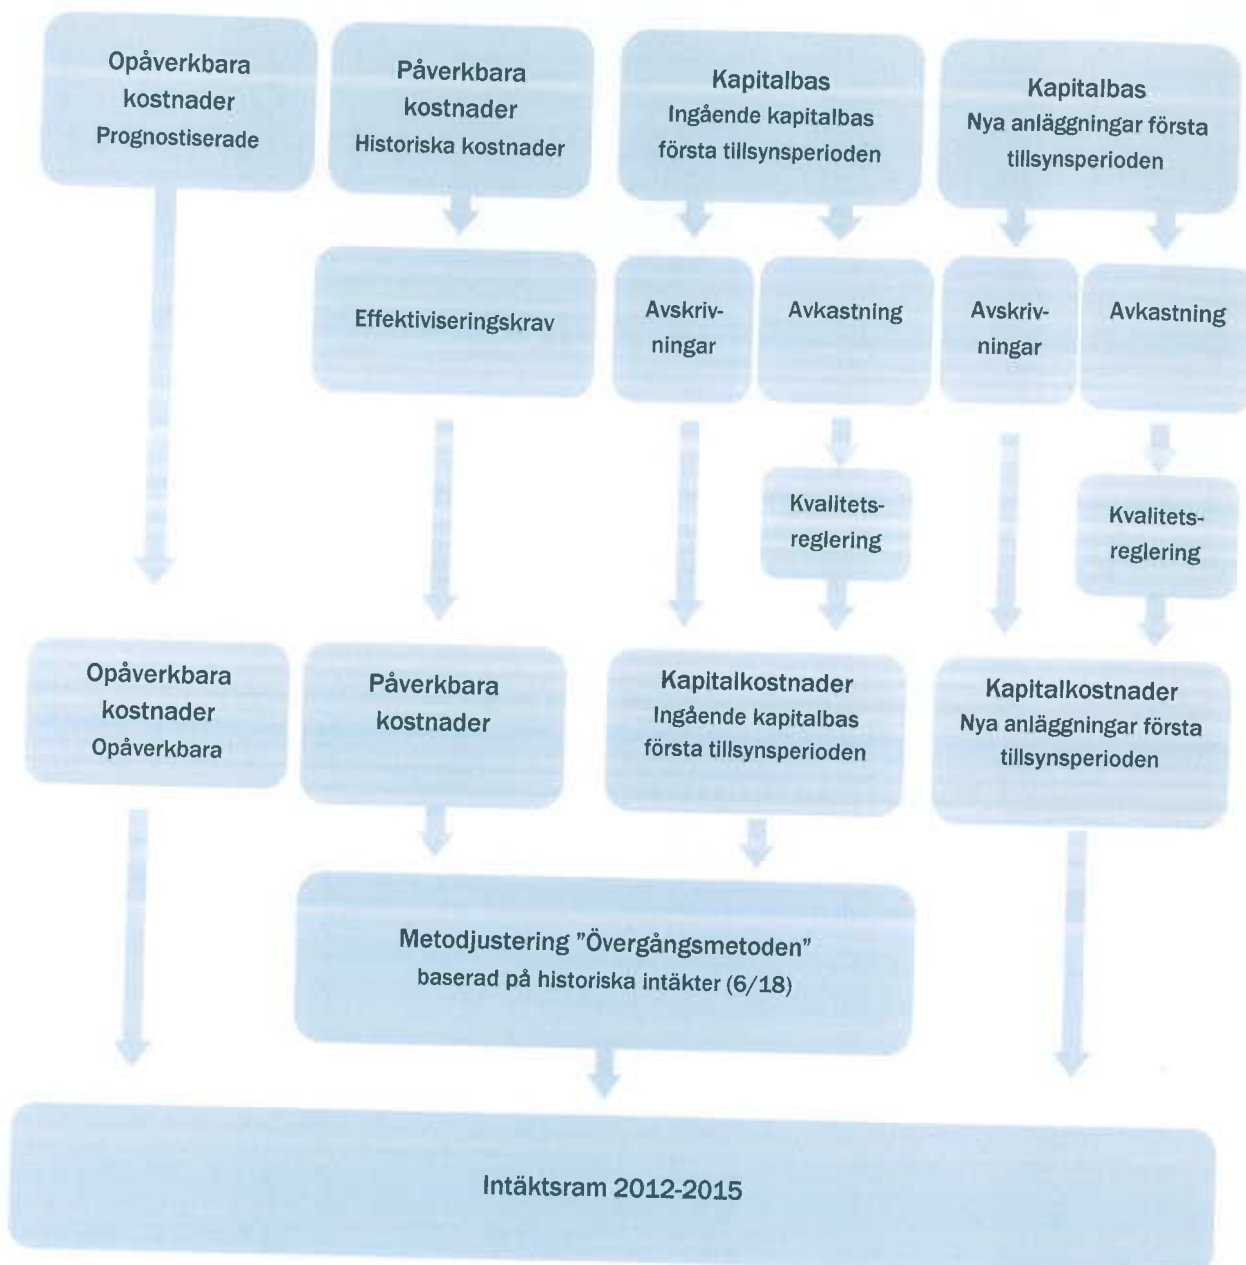 Opåverkbara
kostnader
Prognostiserade
Påverkbara
kostnader
Historiska kostnader
Kapitalbas
Ingående kapitalbas
första tillsynsperioden
Kapitalbas
Nya anläggningar första
tillsynsperioden
Effektiviseringskrav
Avskriv-
ningar
Avkastning
Avskriv-
ningar
Avkastning
Kvalitets-
reglering
Kvalitets-
reglering
Opåverkbara
kostnader
Opåverkbara
Påverkbara
kostnader
Kapitalkostnader
Ingående kapitalbas
första tillsynsperioden
Kapitalkostnader
Nya anläggningar första
tillsynsperioden
Metodjustering ”Övergångsmetoden”
baserad på historiska intäkter (6/18)
Intäktsram 2012-2015